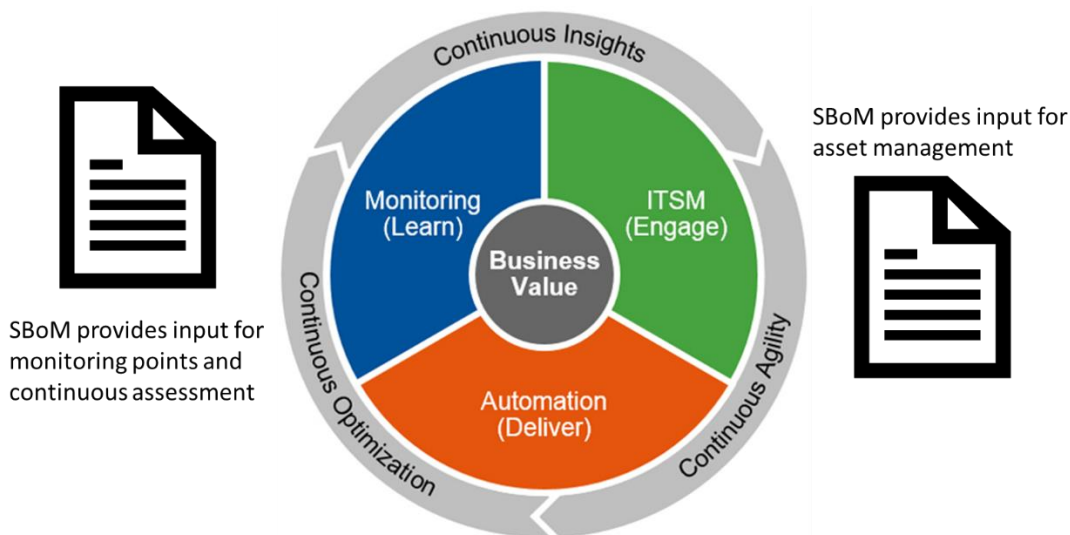 Continuous Insights
SBoM provides input for
asset management
Monitoring
(Learn)
ITSM
(Engage)
Business
Value
SBoM provides input for
monitoring points and
continuous assessment
Continuous Optimization
Automation
(Deliver)
Continuous Agility